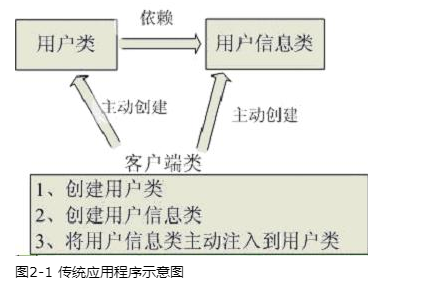 依赖
用户类
用户信息类
主动创建
主动创建
客户端类
1、创建用户类
2、创建用户信息类
3、将用户信息类主动注入到用户类
图2-1 传统应用程序示意图